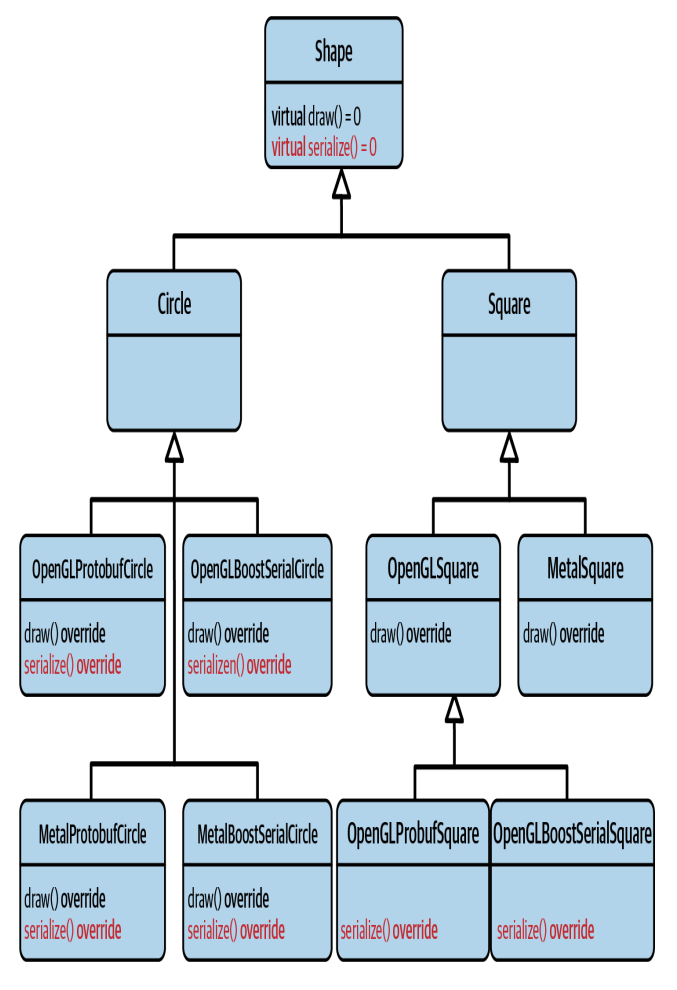 Shape
virtual draw() = 0
virtual serialize() = 0
Circle
Square
OpenGLProtobufCircle
draw() override
serialize() override
OpenGLBoostSerialCircle
draw() override
serializen() override
OpenGLSquare
draw() override
MetalSquare
draw() override
MetalProtobufCircle
draw() override
serialize() override
MetalBoostSerialCircle
draw() override
serialize() override
OpenGLProbufSquare
serialize() override
OpenGLBoostSerialSquare
serialize() override